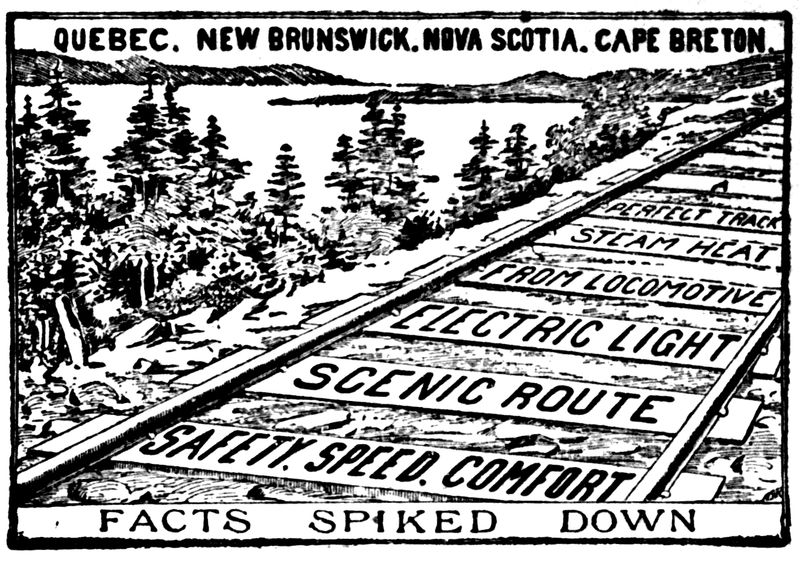 QUEBEC. NEW BRUNSWICK. NOVA SCOTIA. CAPE BRETON.
PERFECT TRACK
STEAM HEAT
FROM LOCOMOTIVE
ELECTRIC LIGHT
SCENIC ROUTE
SAFETY. SPEED. COMFORT
FACTS SPIKED DOWN